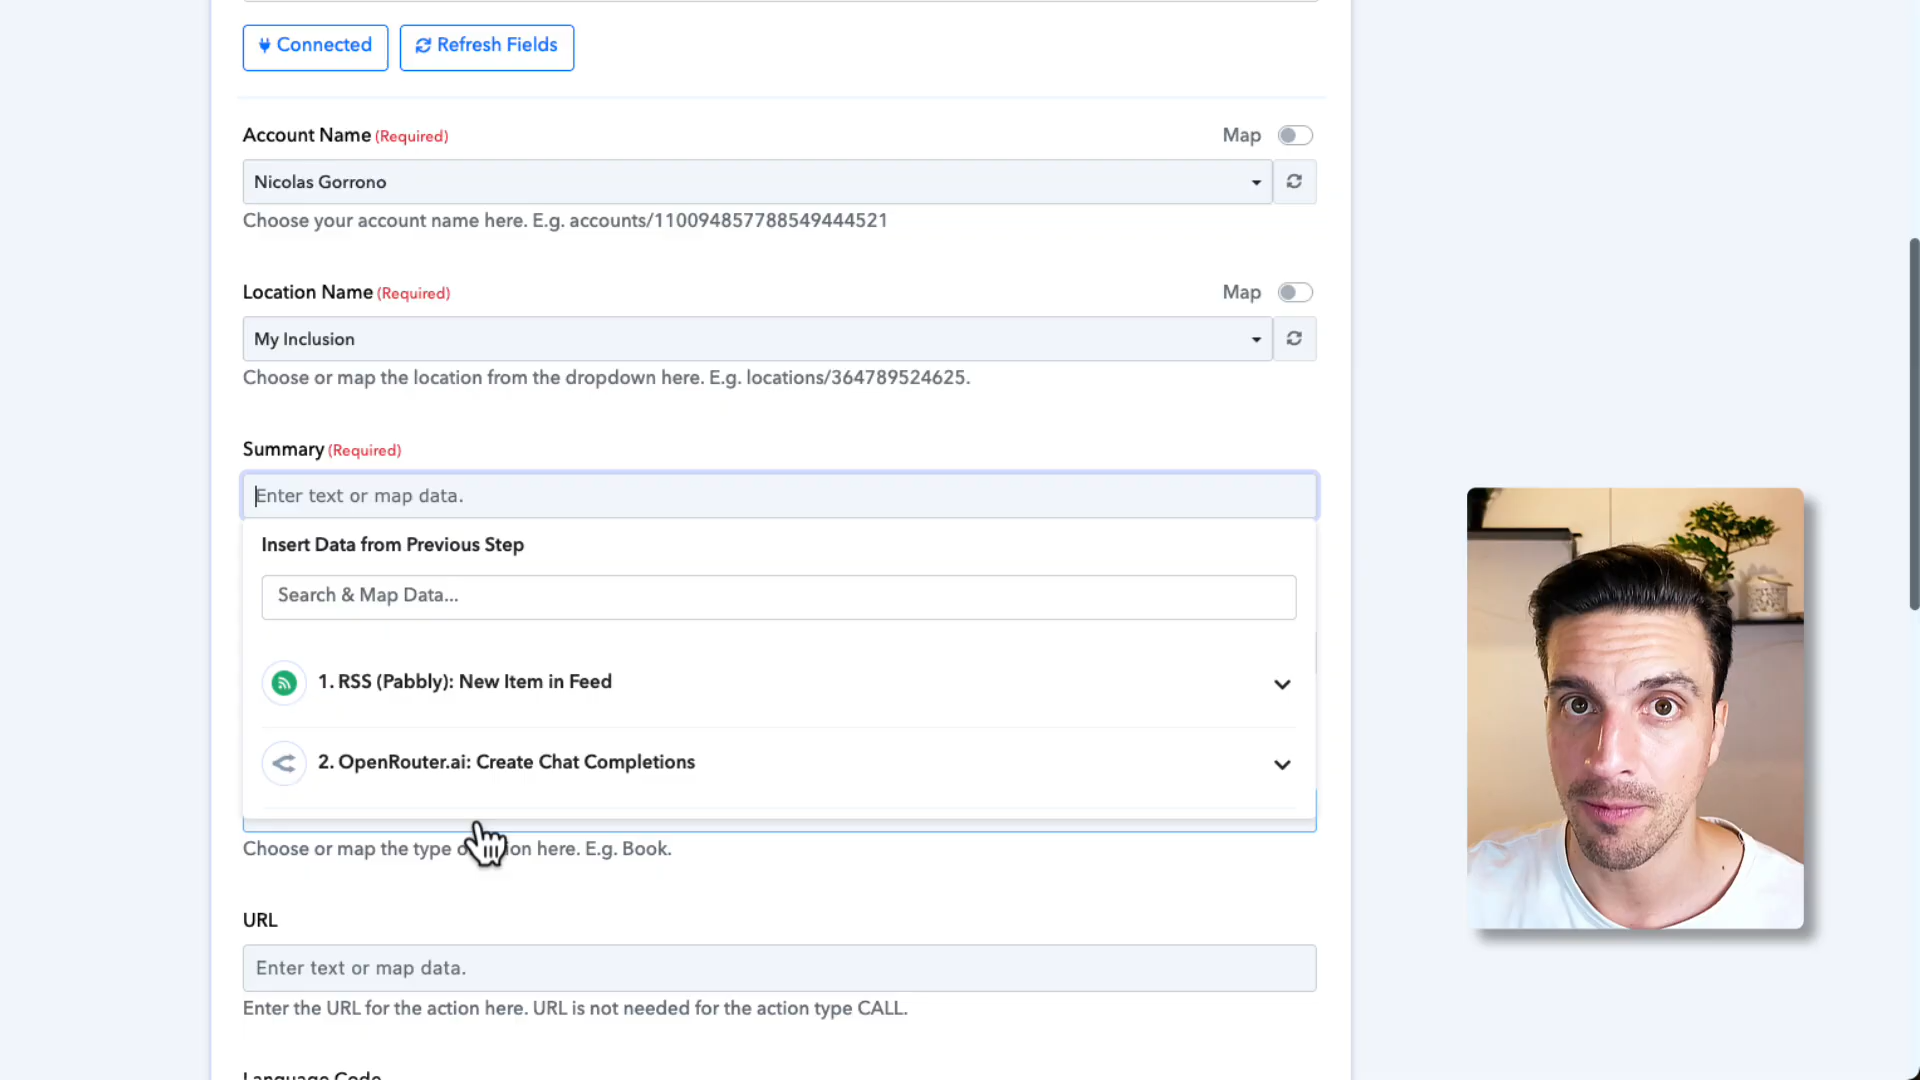 Connected
Refresh Fields
Account Name (Required)
Map
Nicolas Gorrono
Choose your account name here. E.g. accounts/110094857788549444521
Location Name (Required)
Map
My Inclusion
Choose or map the location from the dropdown here. E.g. locations/364789524625.
Summary (Required)
Enter text or map data.
Insert Data from Previous Step
Search & Map Data...
1. RSS (Pabbly): New Item in Feed
2. OpenRouter.ai: Create Chat Completions
Choose or map the type on here. E.g. Book.
URL
Enter text or map data.
Enter the URL for the action here. URL is not needed for the action type CALL.
Language Code